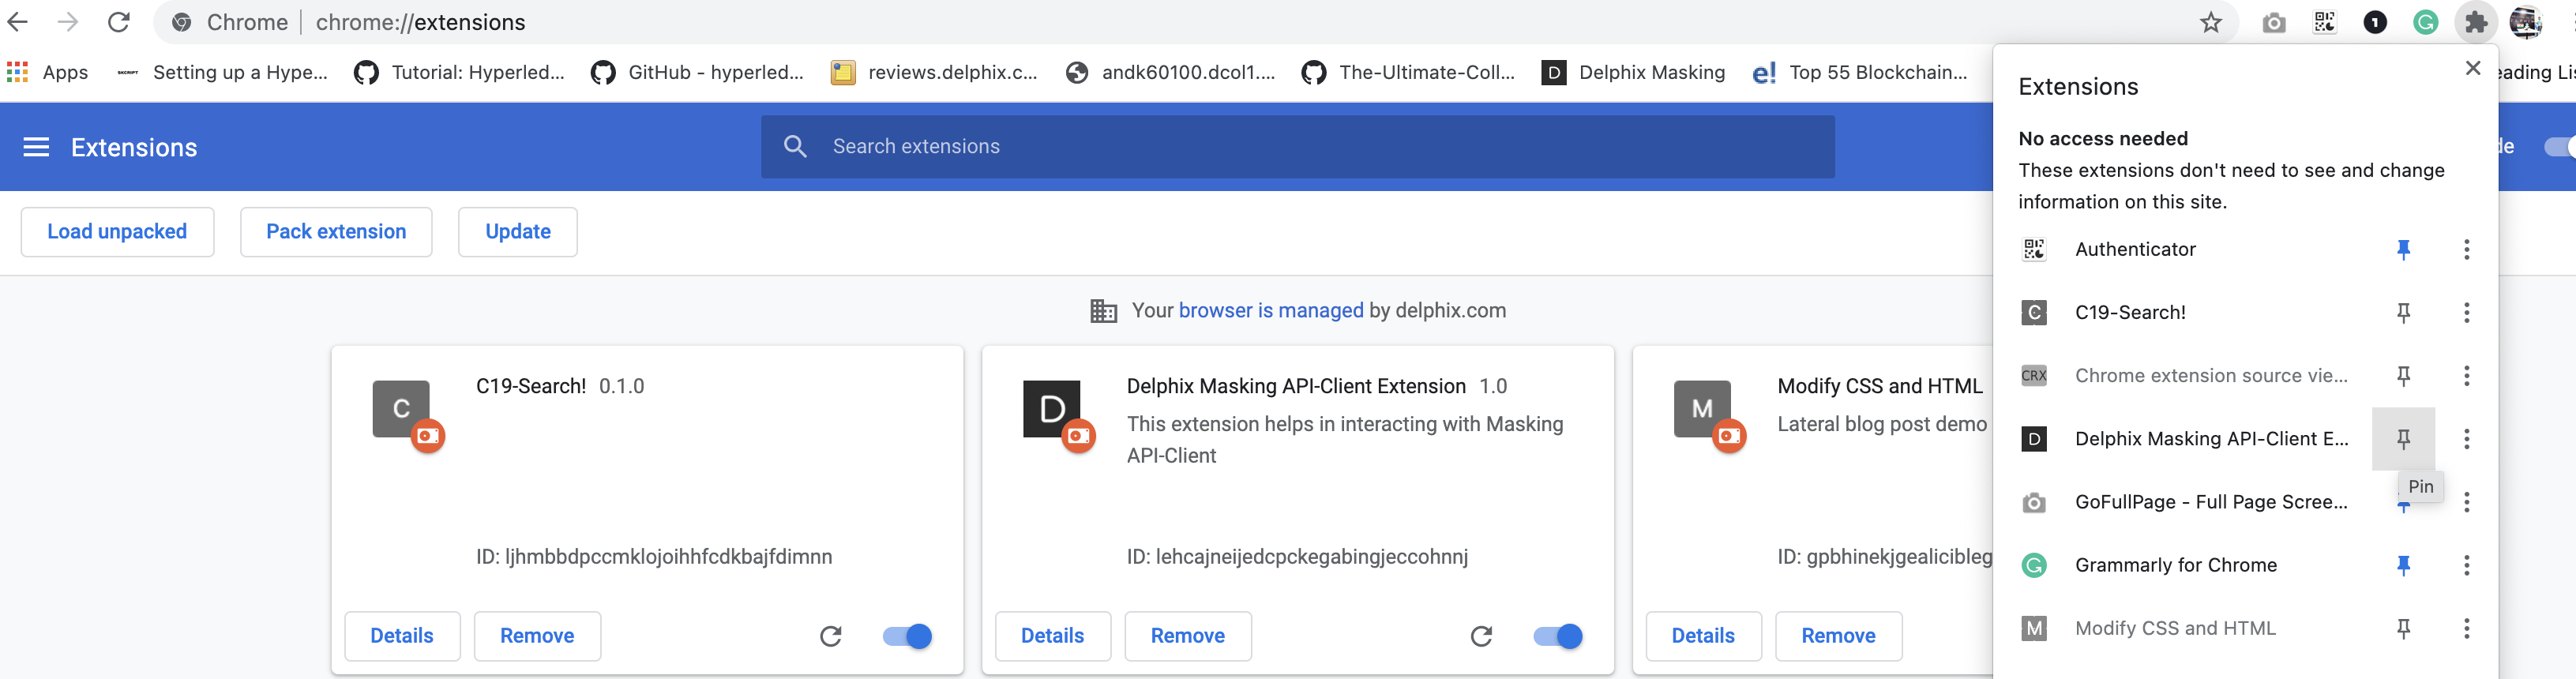 Chrome | chrome://extensions
Apps
SKCRIPT Setting up a Hype...
Tutorial: Hyperled...
GitHub - hyperled...
reviews.delphix.c...
andk60100.dcol1....
The-Ultimate-Coll...
D Delphix Masking
e! Top 55 Blockchain...
eading Lis
Extensions
Search extensions
de
Load unpacked
Pack extension
Update
Your browser is managed by delphix.com
C
C19-Search! 0.1.0
ID: ljhmbbdpccmklojoihhfcdkbajfdimnn
Details
Remove
D
Delphix Masking API-Client Extension 1.0
This extension helps in interacting with Masking
API-Client
ID: lehcajneijedcpckegabingjeccohnnj
Details
Remove
M
Modify CSS and HTML
Lateral blog post demo
ID: gpbhinekjgealicibleg
Details
Remove
Extensions
No access needed
These extensions don't need to see and change
information on this site.
Authenticator
C C19-Search!
CRX Chrome extension source vie...
D Delphix Masking API-Client E...
Pin
GoFullPage - Full Page Scree...
G Grammarly for Chrome
M Modify CSS and HTML